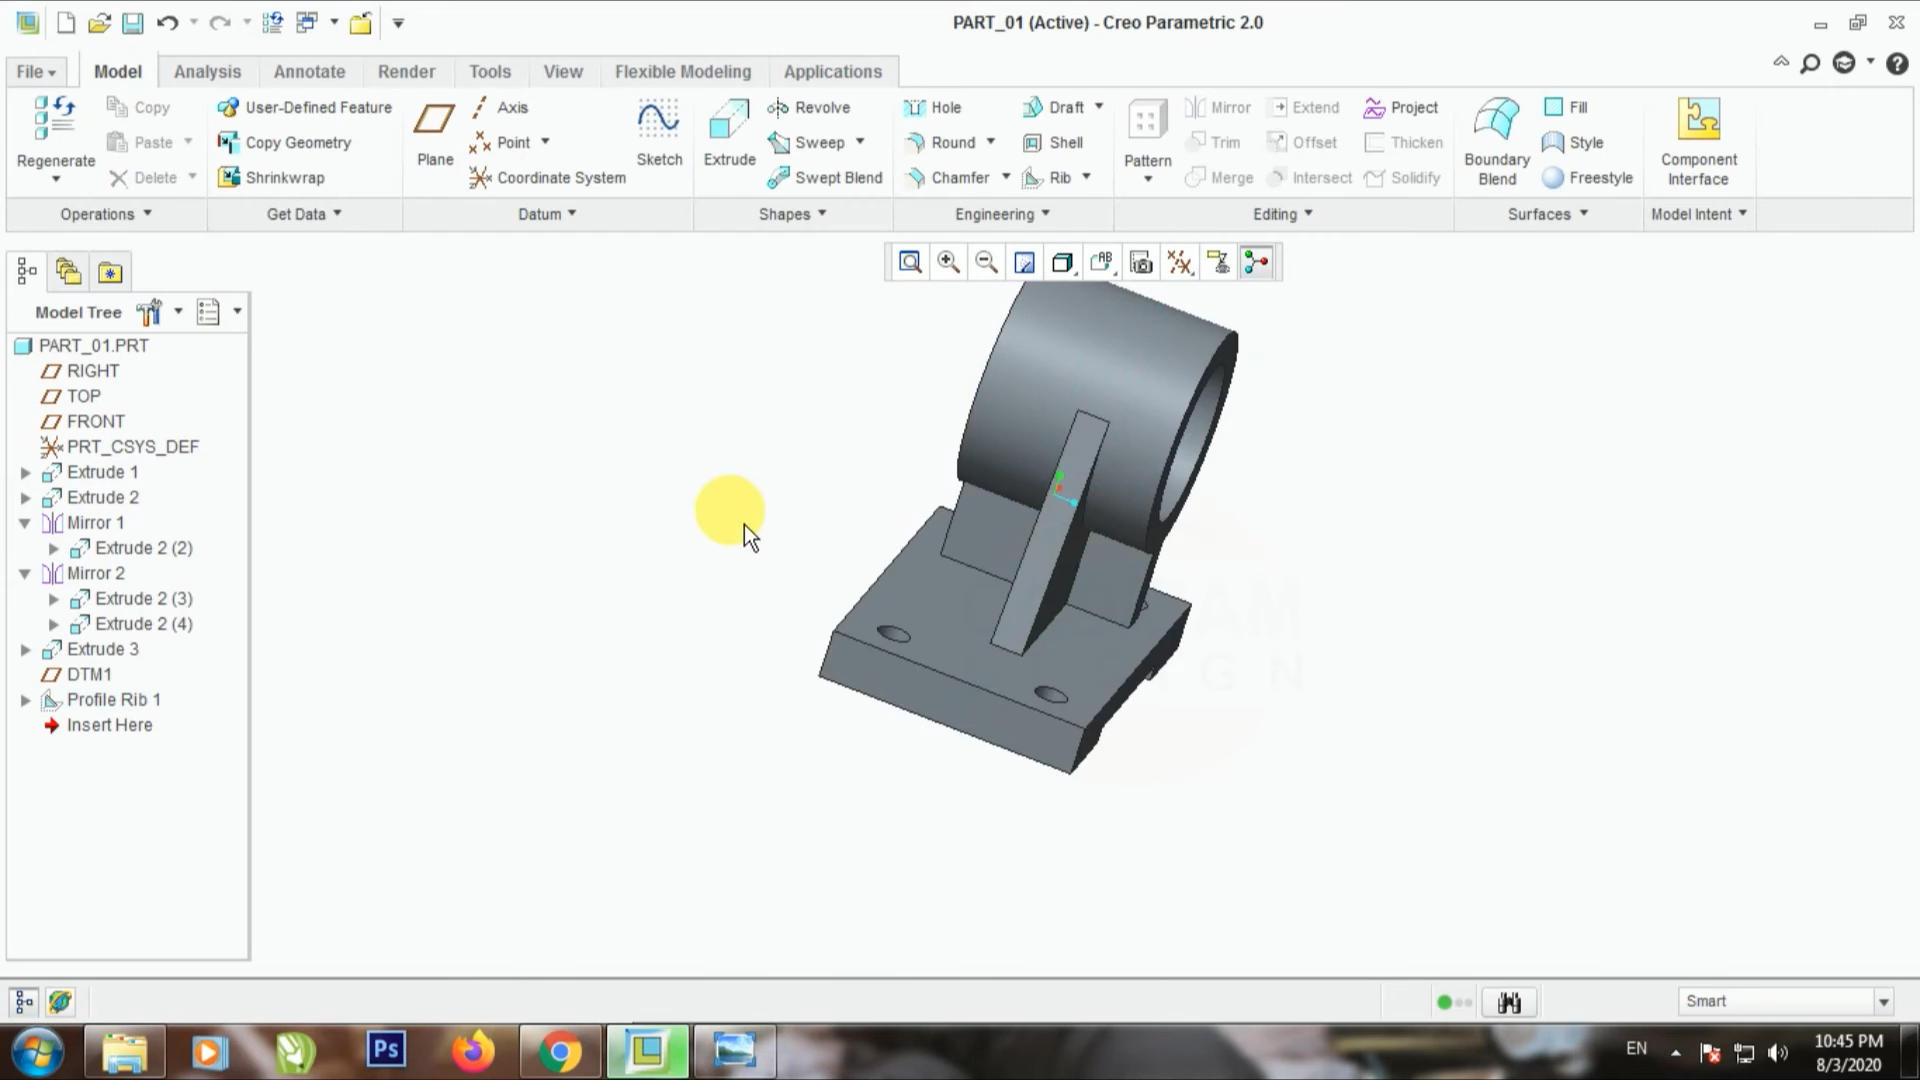 PART_01 (Active) - Creo Parametric 2.0
File
Model
Analysis
Annotate
Render
Tools
View
Flexible Modeling
Applications
Regenerate
Copy
Paste
Delete
User-Defined Feature
Copy Geometry
Shrinkwrap
Plane
Axis
Point
Coordinate System
Sketch
Extrude
Revolve
Sweep
Swept Blend
Hole
Round
Chamfer
Draft
Shell
Rib
Pattern
Mirror
Trim
Merge
Extend
Offset
Intersect
Project
Thicken
Solidify
Boundary
Blend
Fill
Style
Freestyle
Component
Interface
Operations
Get Data
Datum
Shapes
Engineering
Editing
Surfaces
Model Intent
Model Tree
PART_01.PRT
RIGHT
TOP
FRONT
PRT_CSYS_DEF
Extrude 1
Extrude 2
Mirror 1
Extrude 2 (2)
Mirror 2
Extrude 2 (3)
Extrude 2 (4)
Extrude 3
DTM1
Profile Rib 1
Insert Here
Smart
Ps
EN
10:45 PM
8/3/2020